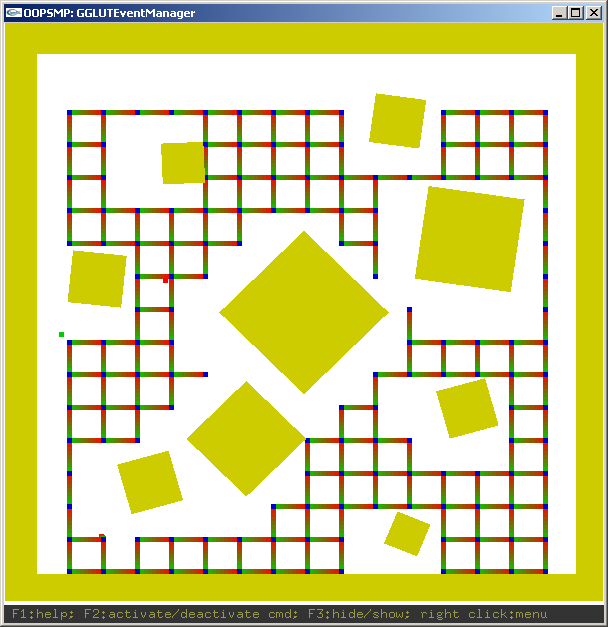 OOPSMP: GGLUTEventManager
F1:help; F2:activate/deactivate cmd; F3:hide/show; right click:menu